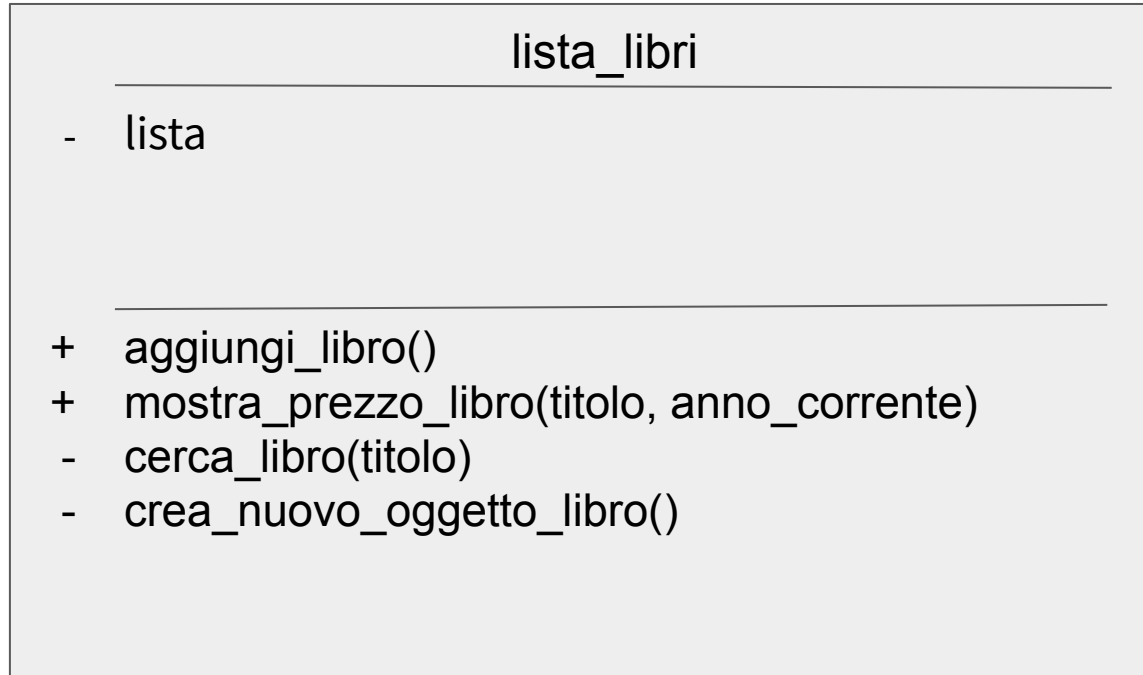 lista_libri
- lista
+ aggiungi_libro()
+ mostra_prezzo_libro(titolo, anno_corrente)
- cerca_libro(titolo)
- crea_nuovo_oggetto_libro()